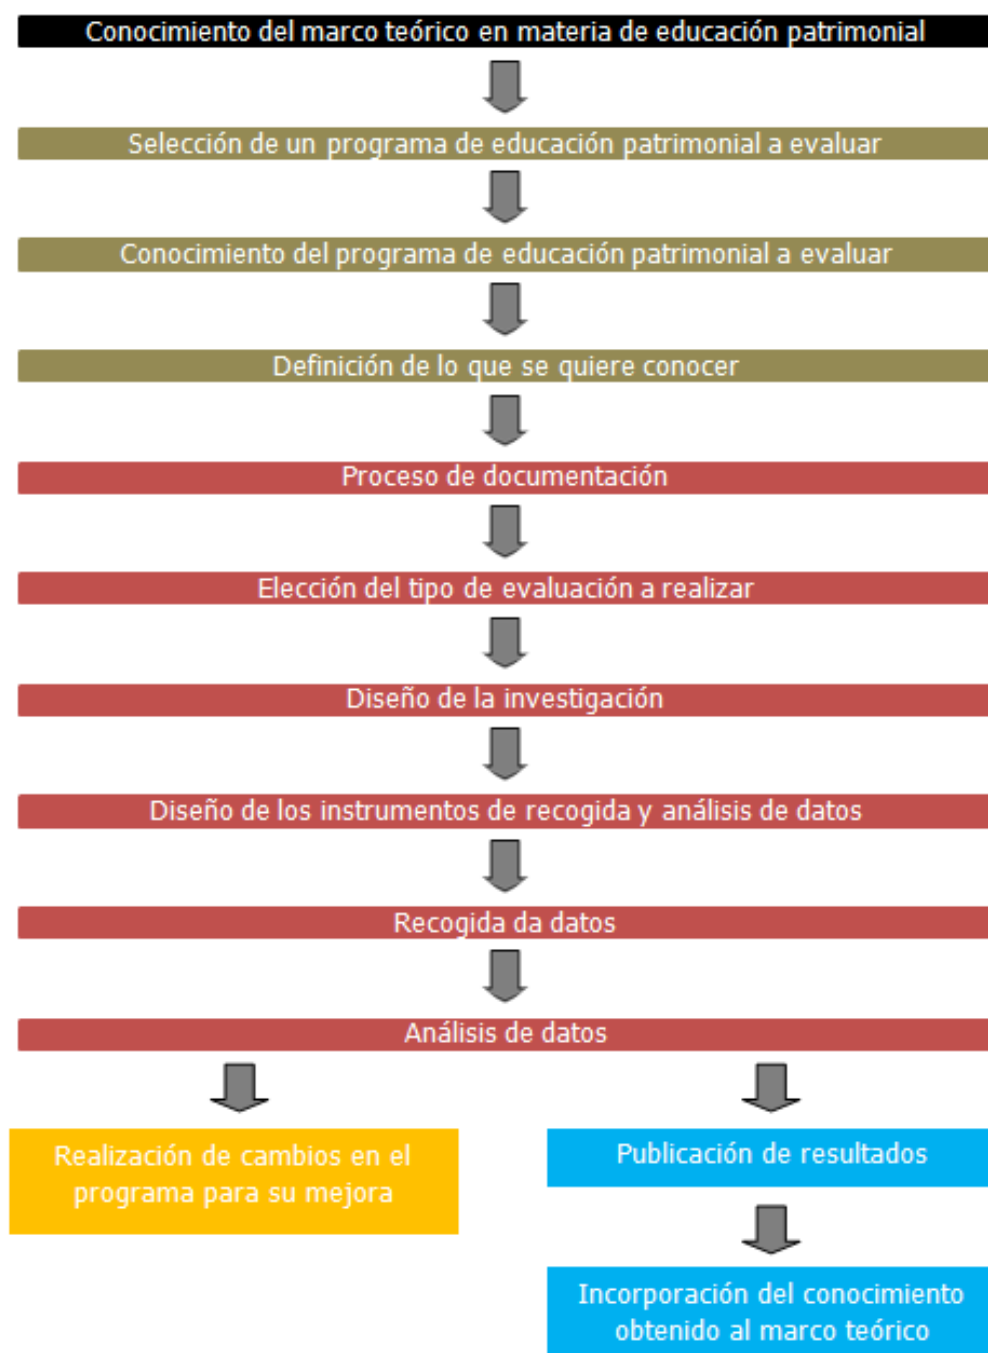 Conocimiento del marco teórico en materia de educación patrimonial
Selección de un programa de educación patrimonial a evaluar
Conocimiento del programa de educación patrimonial a evaluar
Definición de lo que se quiere conocer
Proceso de documentación
Elección del tipo de evaluación a realizar
Diseño de la investigación
Diseño de los instrumentos de recogida y análisis de datos
Recogida da datos
Análisis de datos
Realización de cambios en el
programa para su mejora
Publicación de resultados
Incorporación del conocimiento
obtenido al marco teórico